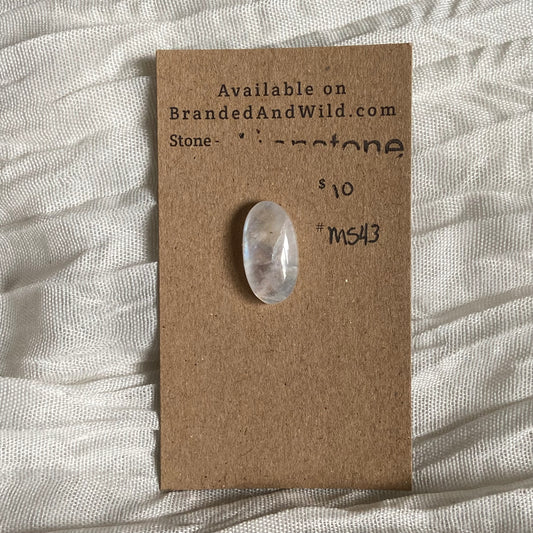 Available on
BrandedAndWild.com
Stone -
$ 10
# MS43